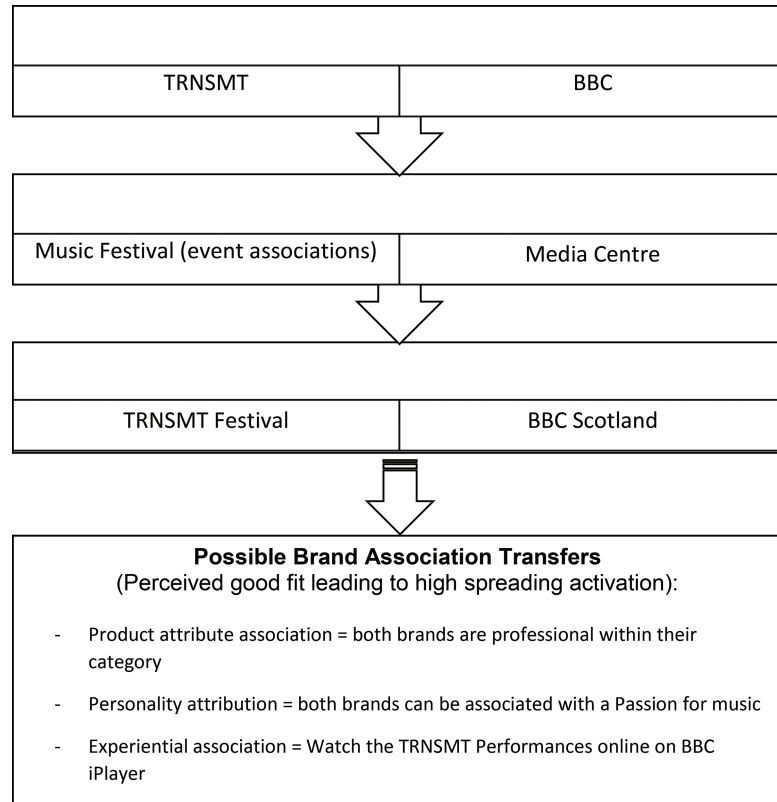 TRNSMT BBC
Music Festival (event associations) Media Centre
TRNSMT Festival BBC Scotland
Possible Brand Association Transfers
(Perceived good fit leading to high spreading activation):
- Product attribute association = both brands are professional within their
category
- Personality attribution = both brands can be associated with a Passion for music
- Experiential association = Watch the TRNSMT Performances online on BBC
iPlayer